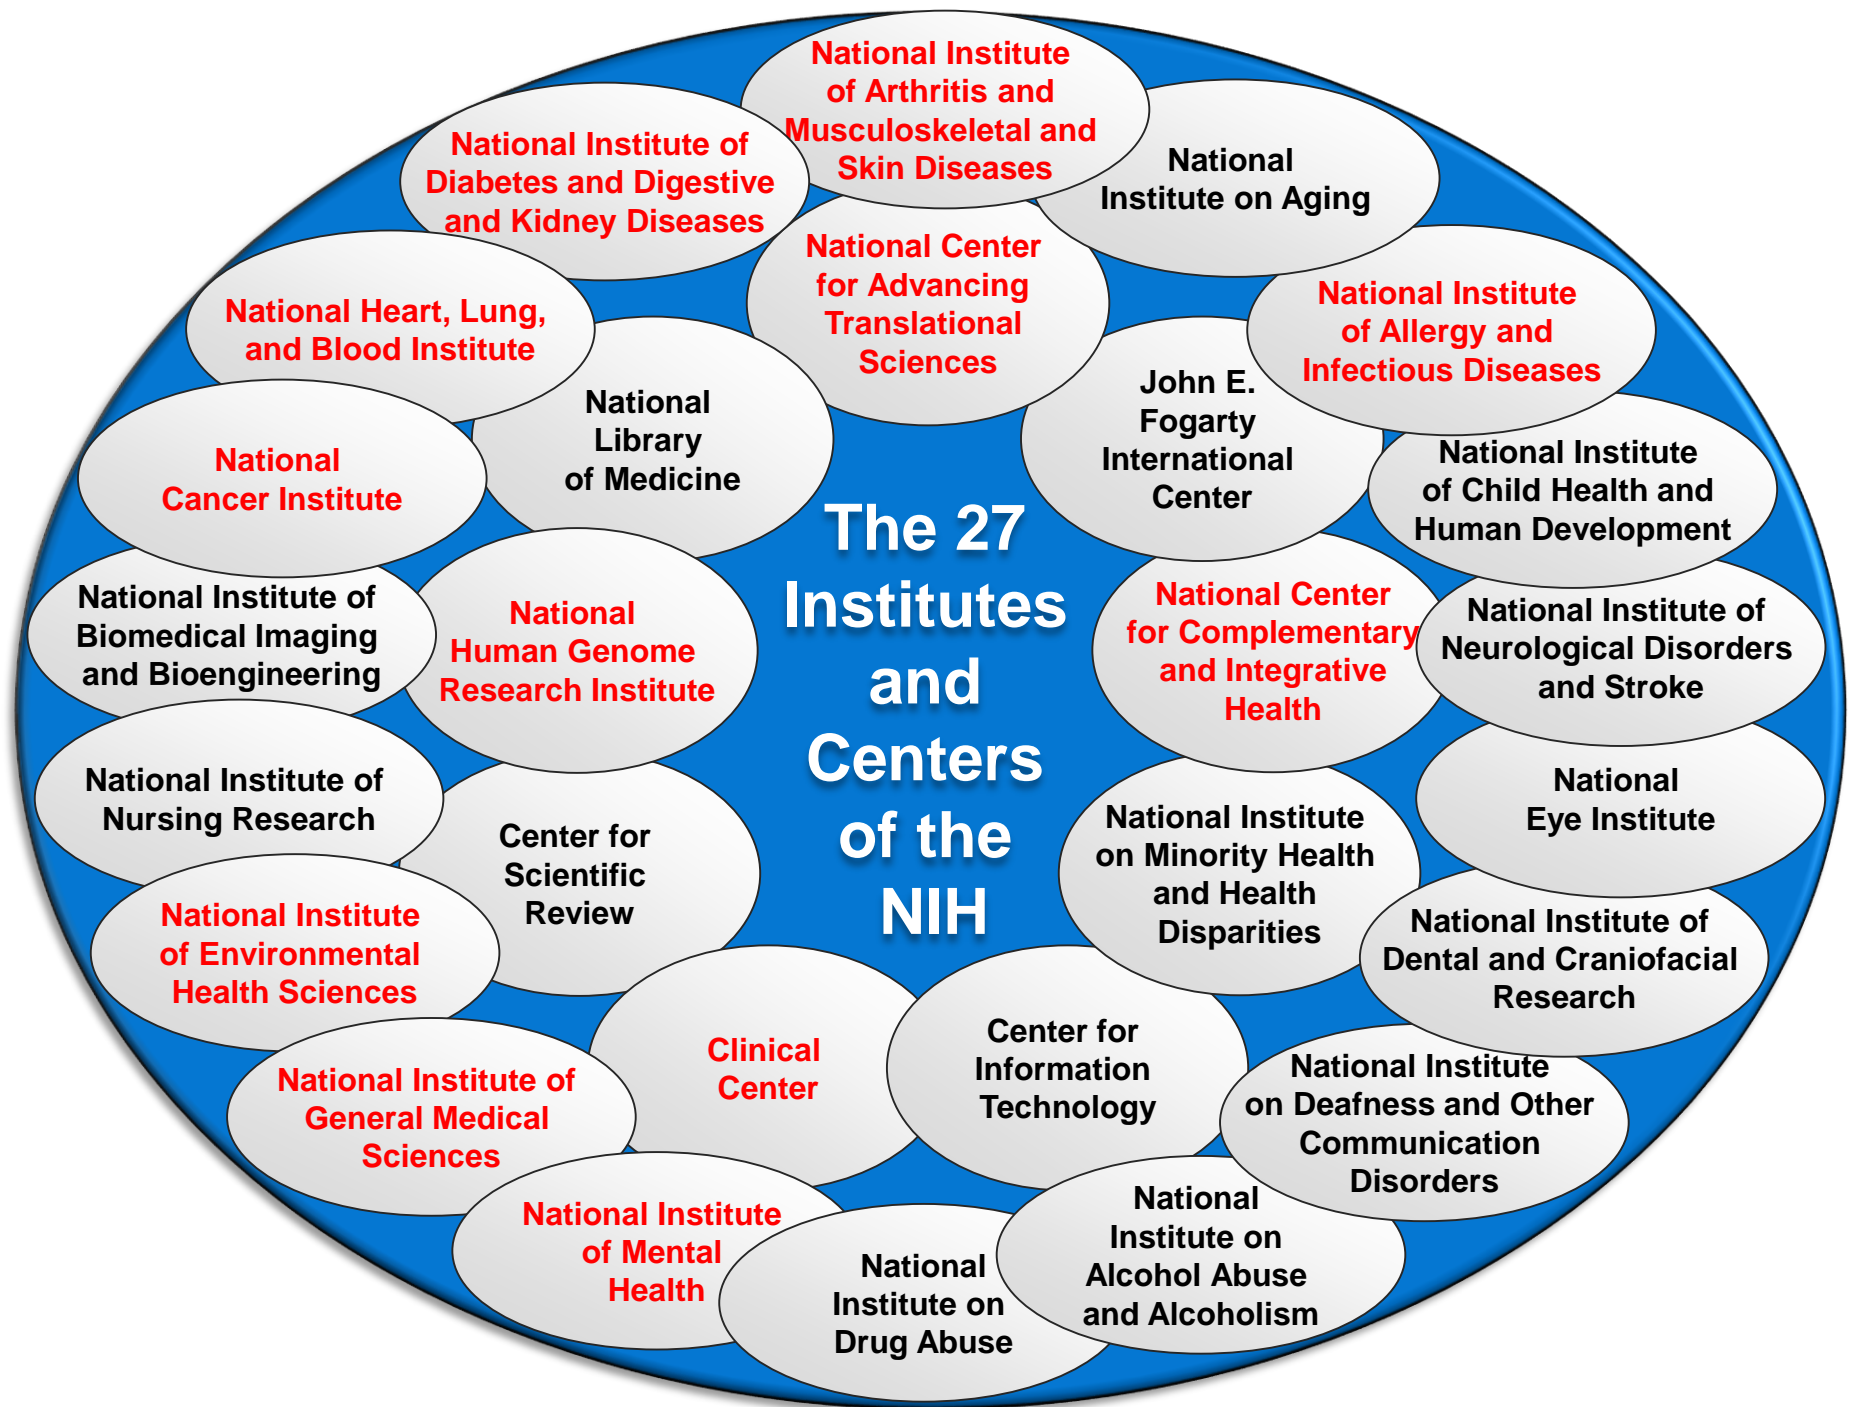 National Institute
of Arthritis and
Musculoskeletal and
Skin Diseases
National
Institute on Aging
National Institute of
Diabetes and Digestive
and Kidney Diseases
National Center
for Advancing
Translational
Sciences
National Institute
of Allergy and
Infectious Diseases
National Heart, Lung,
and Blood Institute
National
Library
of Medicine
John E.
Fogarty
International
Center
National
Cancer Institute
National Institute
of Child Health and
Human Development
The 27
Institutes
and
Centers
of the
NIH
National Institute of
Biomedical Imaging
and Bioengineering
National
Human Genome
Research Institute
National Center
for Complementary
and Integrative
Health
National Institute of
Neurological Disorders
and Stroke
National Institute of
Nursing Research
Center for
Scientific
Review
National Institute
on Minority Health
and Health
Disparities
National
Eye Institute
National Institute
of Environmental
Health Sciences
National Institute of
Dental and Craniofacial
Research
Clinical
Center
Center for
Information
Technology
National Institute of
General Medical
Sciences
National Institute
on Deafness and Other
Communication
Disorders
National Institute
of Mental
Health
National
Institute on
Drug Abuse
National
Institute on
Alcohol Abuse
and Alcoholism